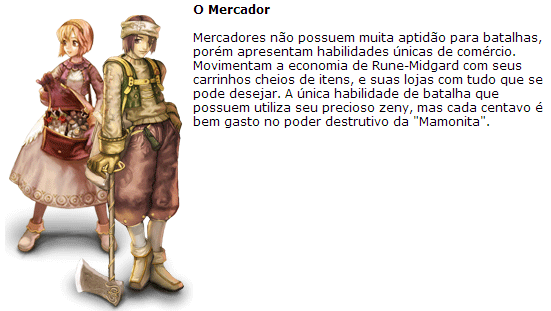 O Mercador
Mercadores não possuem muita aptidão para batalhas,
porém apresentam habilidades únicas de comércio.
Movimentam a economia de Rune-Midgard com seus
carrinhos cheios de itens, e suas lojas com tudo que se
pode desejar. A única habilidade de batalha que
possuem utiliza seu precioso zeny, mas cada centavo é
bem gasto no poder destrutivo da "Mamonita".